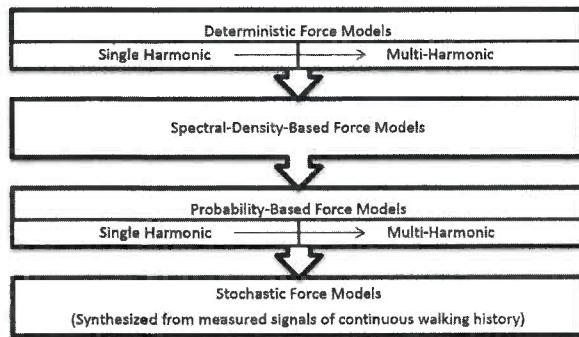 Deterministic Force Models
Single Harmonic Multi-Harmonic
Spectral-Density-Based Force Models
Probability-Based Force Models
Single Harmonic Multi-Harmonic
Stochastic Force Models
(Synthesized from measured signals of continuous walking history)